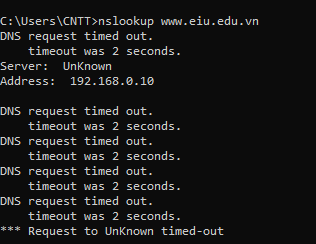 C:\Users\CNTT>nslookup www.eiu.edu.vn
DNS request timed out.
    timeout was 2 seconds.
Server:  UnKnown
Address:  192.168.0.10

DNS request timed out.
    timeout was 2 seconds.
DNS request timed out.
    timeout was 2 seconds.
DNS request timed out.
    timeout was 2 seconds.
DNS request timed out.
    timeout was 2 seconds.
*** Request to UnKnown timed-out